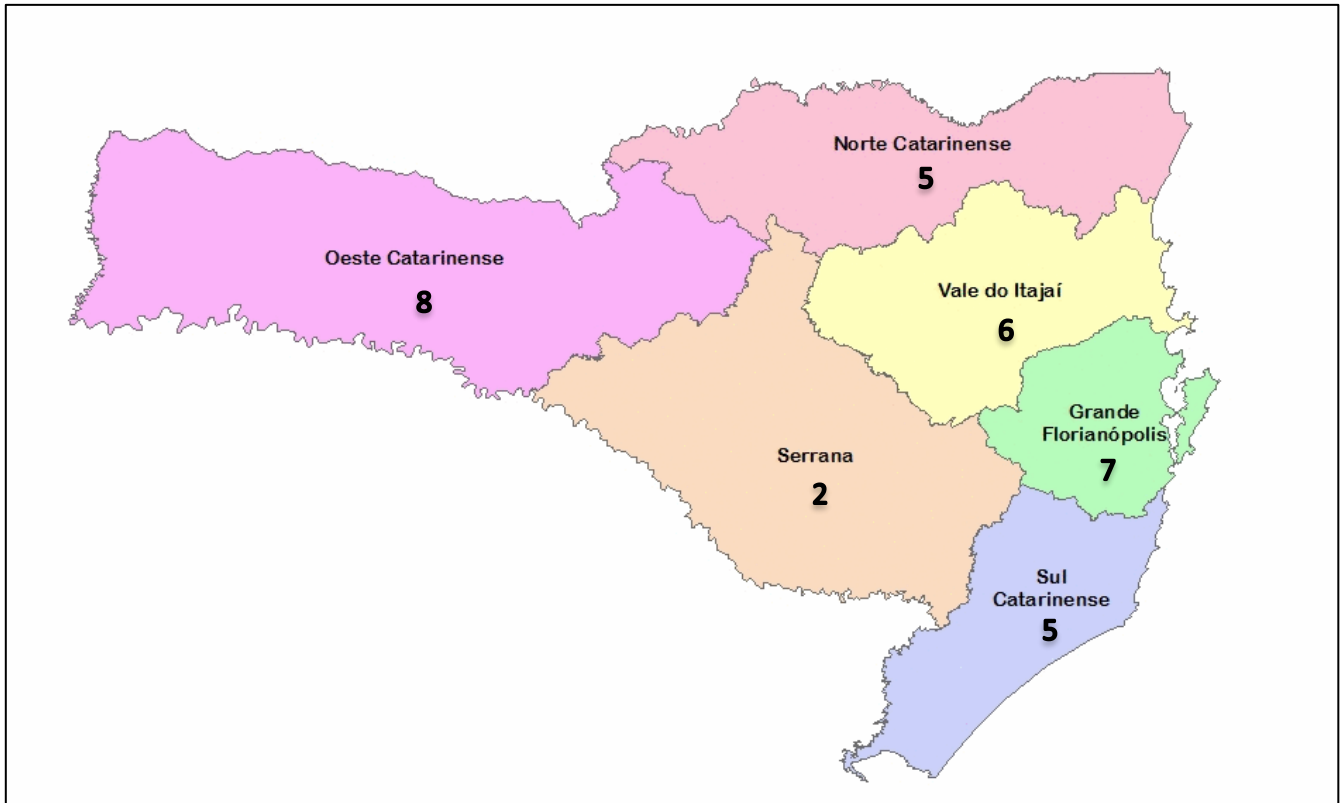 Norte Catarinense
5
Oeste Catarinense
8
Vale do Itajaí
6
Grande
Florianópolis
7
Serrana
2
Sul
Catarinense
5